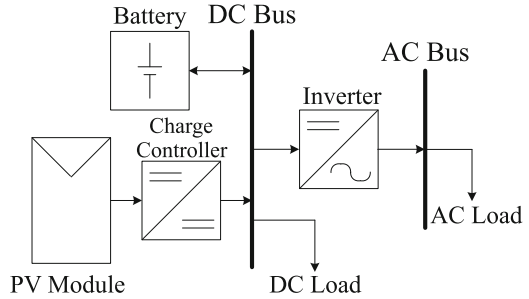 Battery
DC Bus
AC Bus
Inverter
Charge
Controller
AC Load
PV Module
DC Load